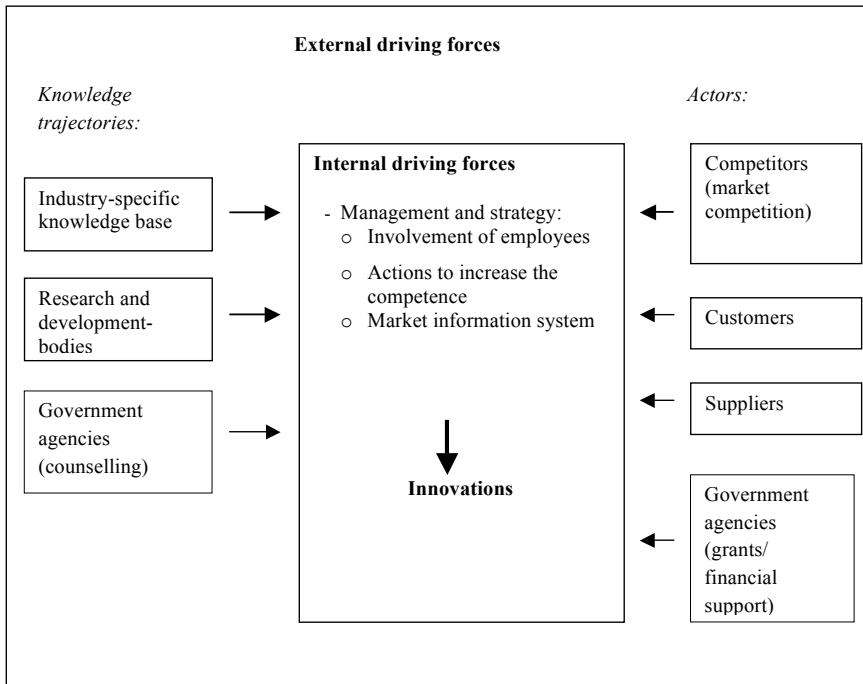 External driving forces
Knowledge
trajectories:
Industry-specific
knowledge base
Research and
development-
bodies
Government
agencies
(counselling)
Internal driving forces
- Management and strategy:
o Involvement of employees
o Actions to increase the
competence
o Market information system
Innovations
Actors:
Competitors
(market
competition)
Customers
Suppliers
Government
agencies
(grants/
financial
support)